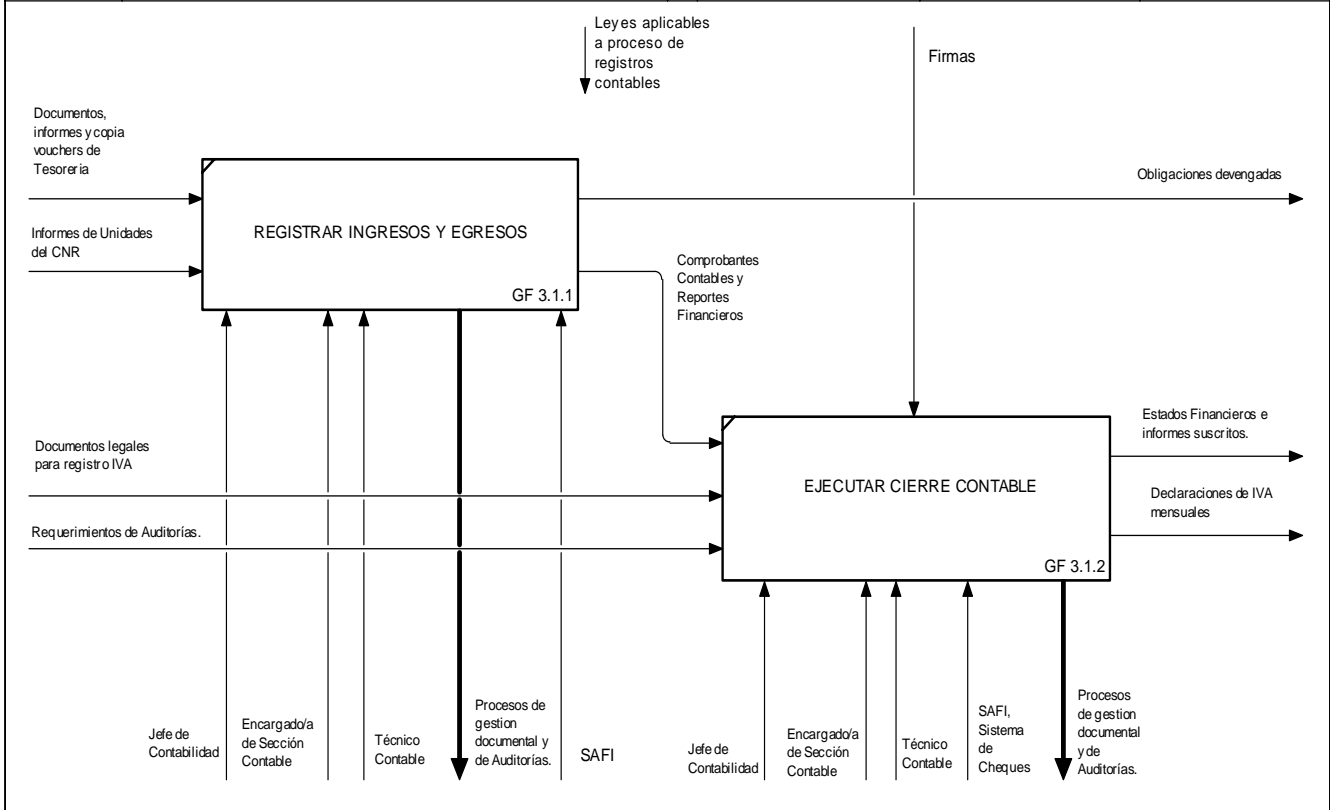 Leyes aplicables
a proceso de
registros
contables
Firmas
Documentos,
informes y copia
vouchers de
Tesoreria
Obligaciones devengadas
Informes de Unidades
del CNR
REGISTRAR INGRESOS Y EGRESOS
GF 3.1.1
Comprobantes
Contables y
Reportes
Financieros
Documentos legales
para registro IVA
Requerimientos de Auditorías.
EJECUTAR CIERRE CONTABLE
GF 3.1.2
Estados Financieros e
informes suscritos.
Declaraciones de IVA
mensuales
Jefe de
Contabilidad
Encargado/a
de Sección
Contable
Técnico
Contable
Procesos de
gestion
documental y
de Auditorías.
SAFI
Jefe de
Contabilidad
Encargado/a
de Sección
Contable
Técnico
Contable
SAFI,
Sistema
de
Cheques
Procesos
de gestion
documental
y de
Auditorías.